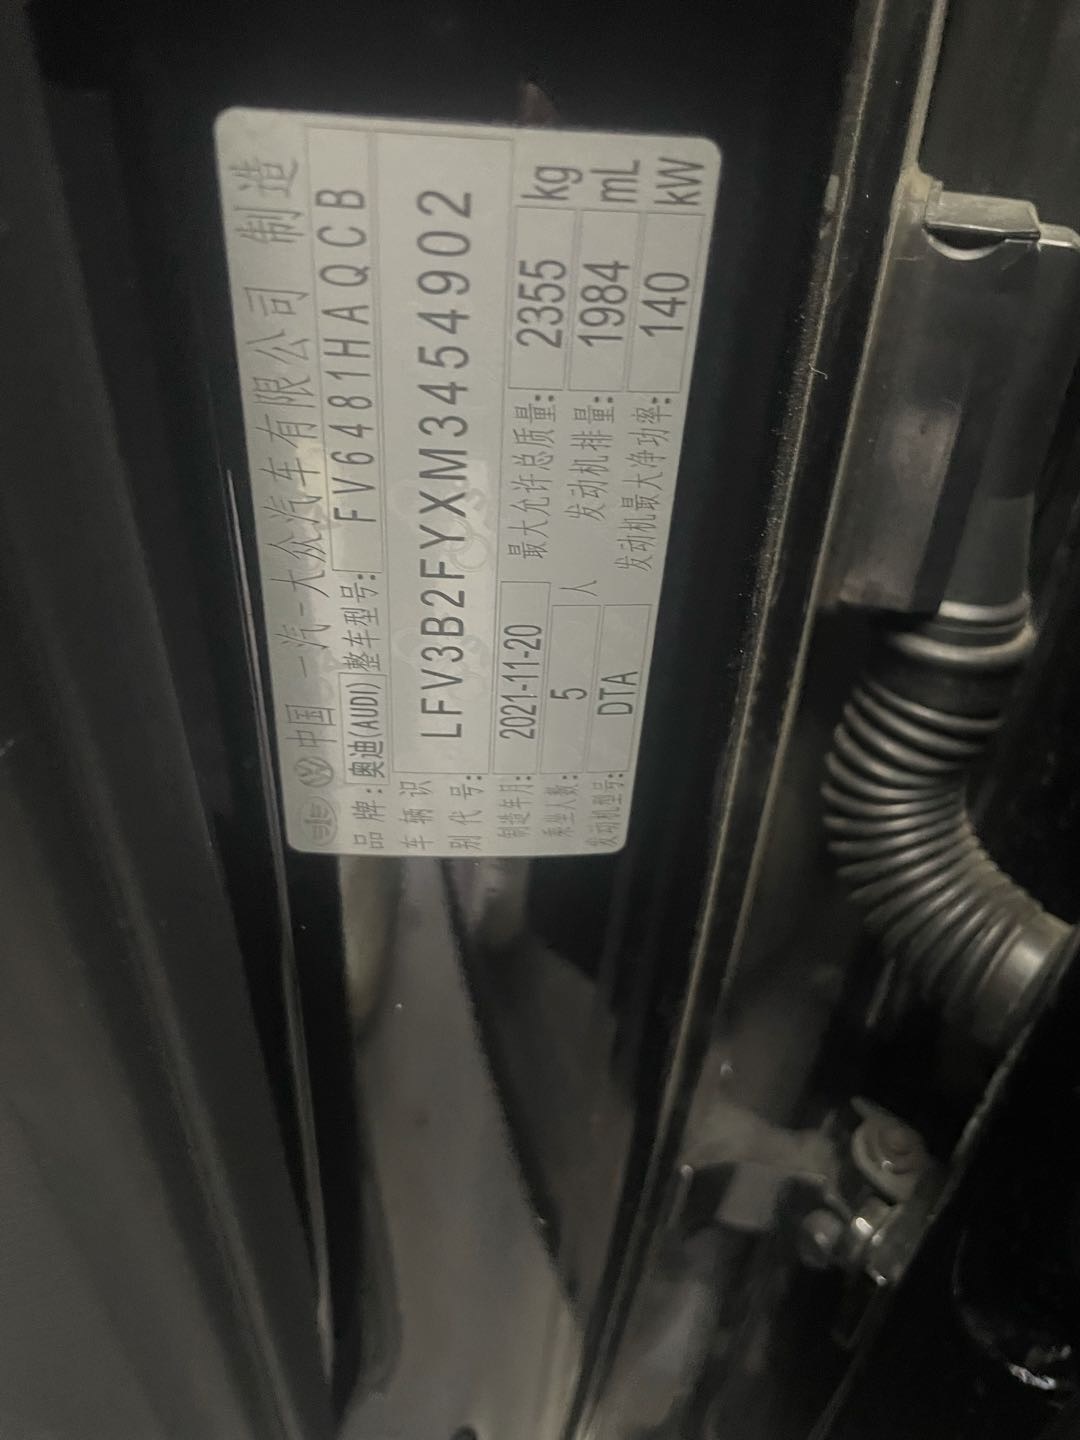 中国一汽-大众汽车有限公司 制造
品牌: 奥迪(AUDI) 整车型号: FV6481HAQCB
车辆识别代号: LFV3B2FYXM3454902
制造年月: 2021-11-20 最大允许总质量: 2355 kg
乘坐人数: 5 人 发动机排量: 1984 mL
发动机型号: DTA 发动机最大净功率: 140 kW